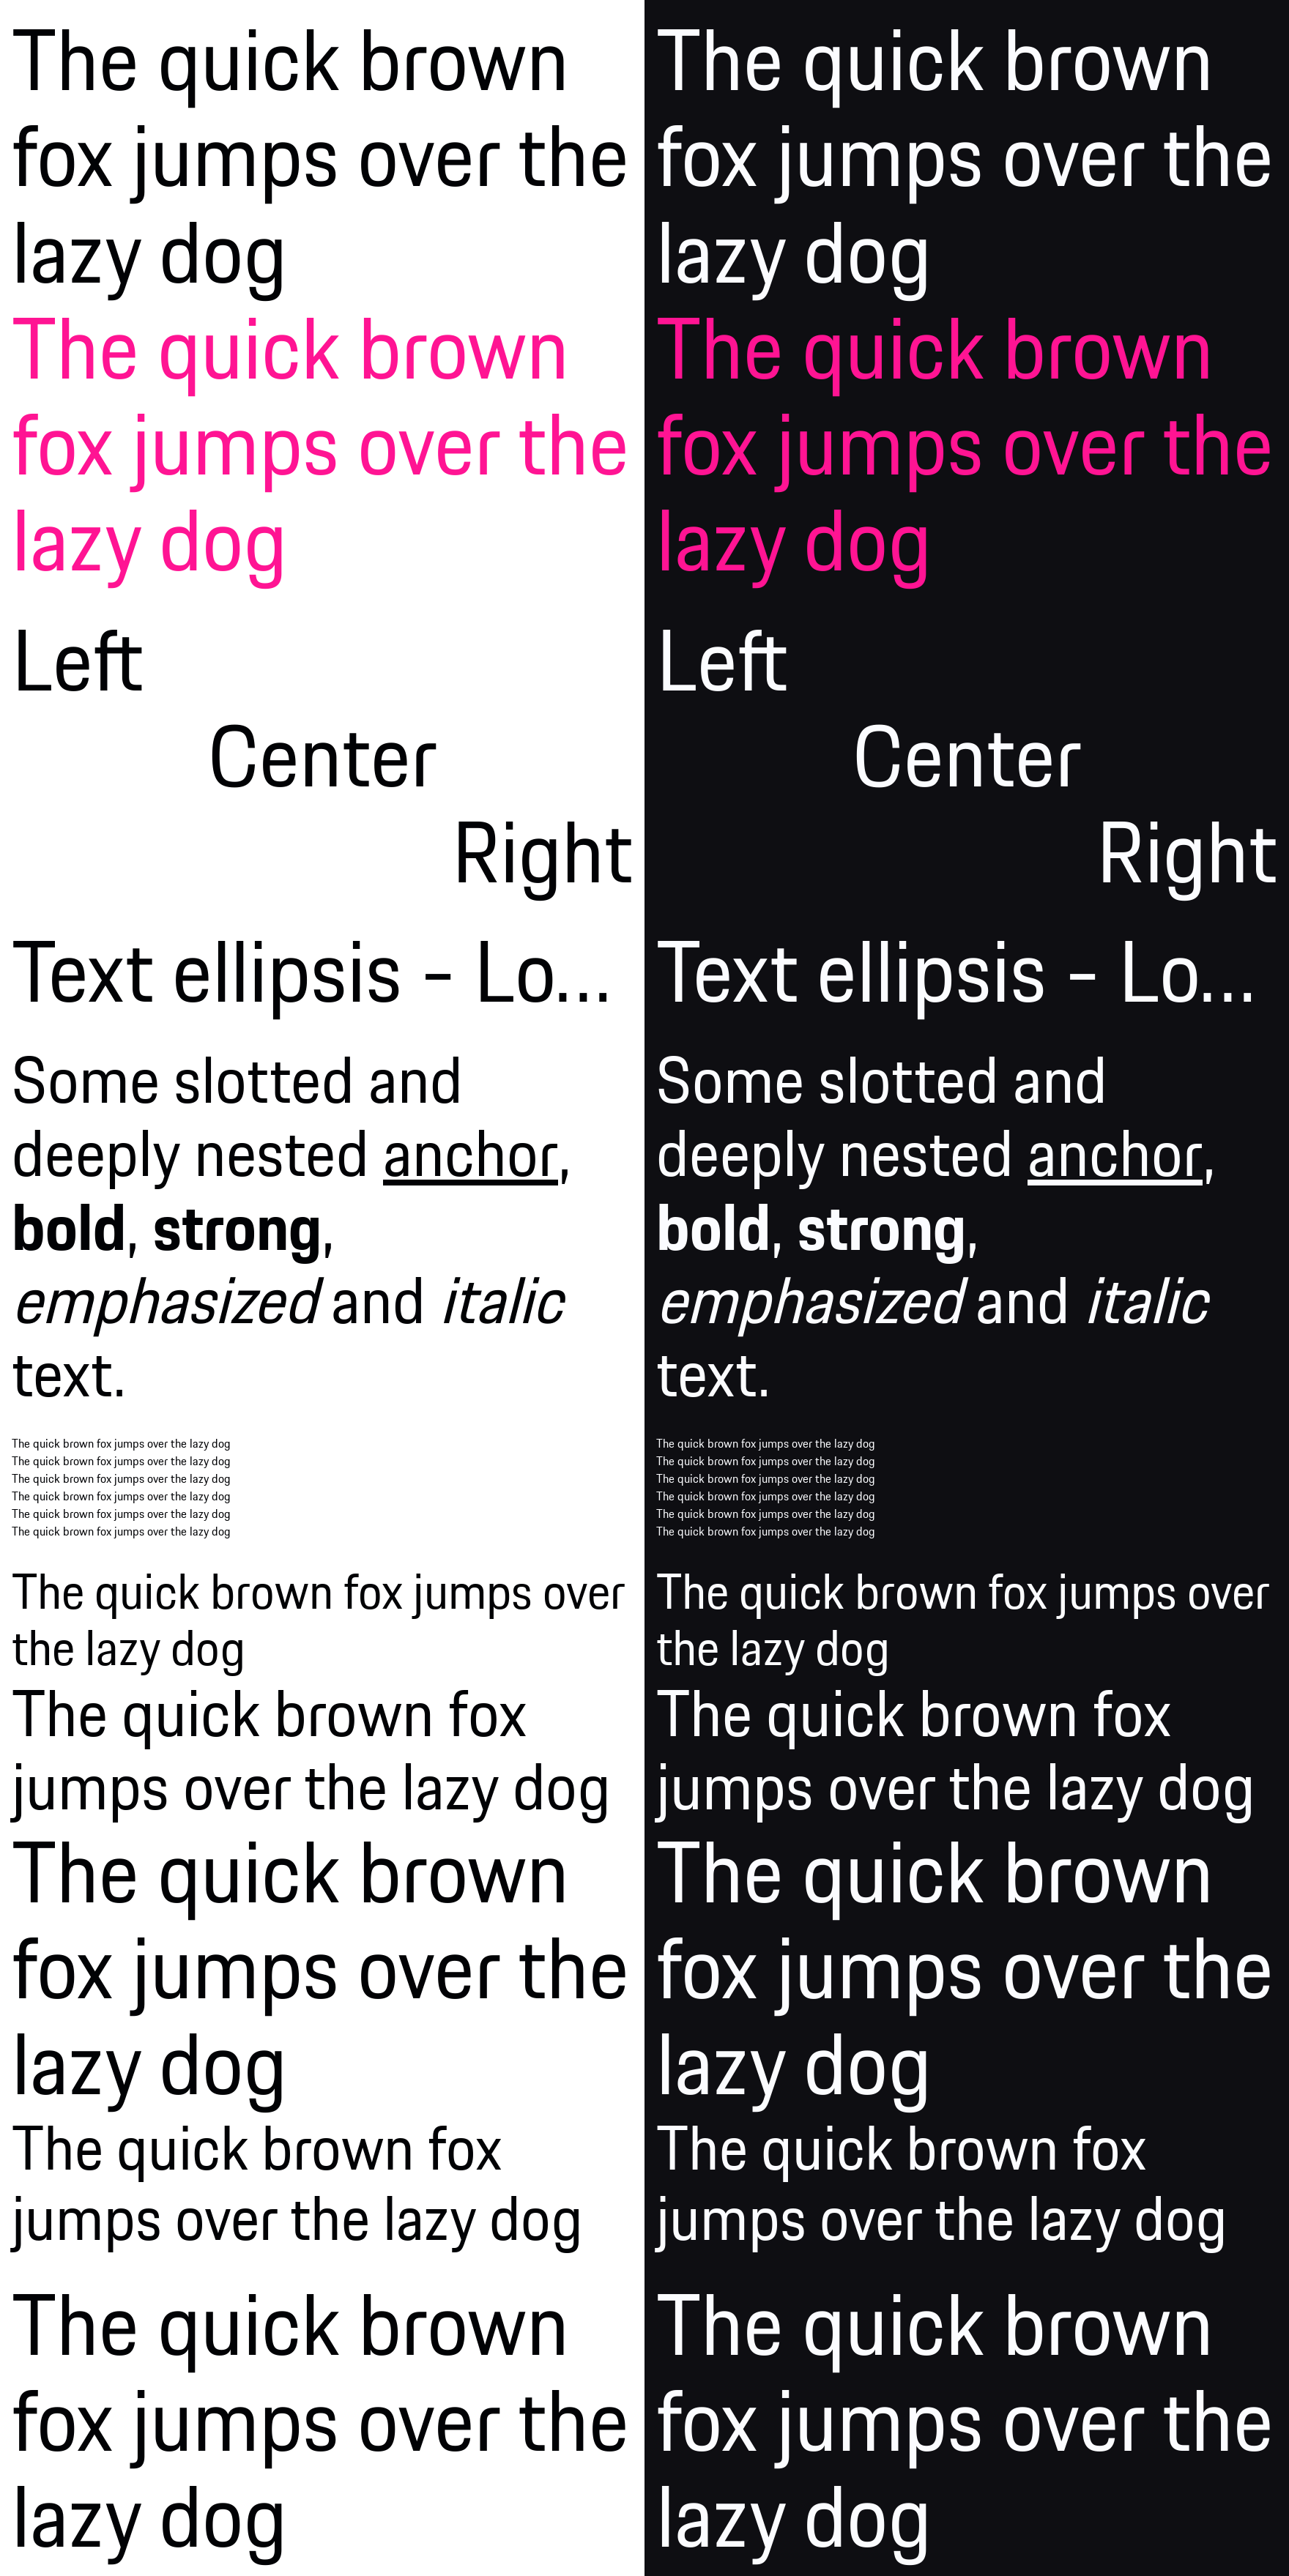 The quick brown
fox jumps over the
lazy dog
The quick brown
fox jumps over the
lazy dog
Left
Center
Right
Text ellipsis - Lo...
Some slotted and
deeply nested anchor,
bold, strong,
emphasized and italic
text.
The quick brown fox jumps over the lazy dog
The quick brown fox jumps over the lazy dog
The quick brown fox jumps over the lazy dog
The quick brown fox jumps over the lazy dog
The quick brown fox jumps over the lazy dog
The quick brown fox jumps over the lazy dog
The quick brown fox jumps over
the lazy dog
The quick brown fox
jumps over the lazy dog
The quick brown
fox jumps over the
lazy dog
The quick brown fox
jumps over the lazy dog
The quick brown
fox jumps over the
lazy dog
The quick brown
fox jumps over the
lazy dog
The quick brown
fox jumps over the
lazy dog
Left
Center
Right
Text ellipsis - Lo...
Some slotted and
deeply nested anchor,
bold, strong,
emphasized and italic
text.
The quick brown fox jumps over the lazy dog
The quick brown fox jumps over the lazy dog
The quick brown fox jumps over the lazy dog
The quick brown fox jumps over the lazy dog
The quick brown fox jumps over the lazy dog
The quick brown fox jumps over the lazy dog
The quick brown fox jumps over
the lazy dog
The quick brown fox
jumps over the lazy dog
The quick brown
fox jumps over the
lazy dog
The quick brown fox
jumps over the lazy dog
The quick brown
fox jumps over the
lazy dog